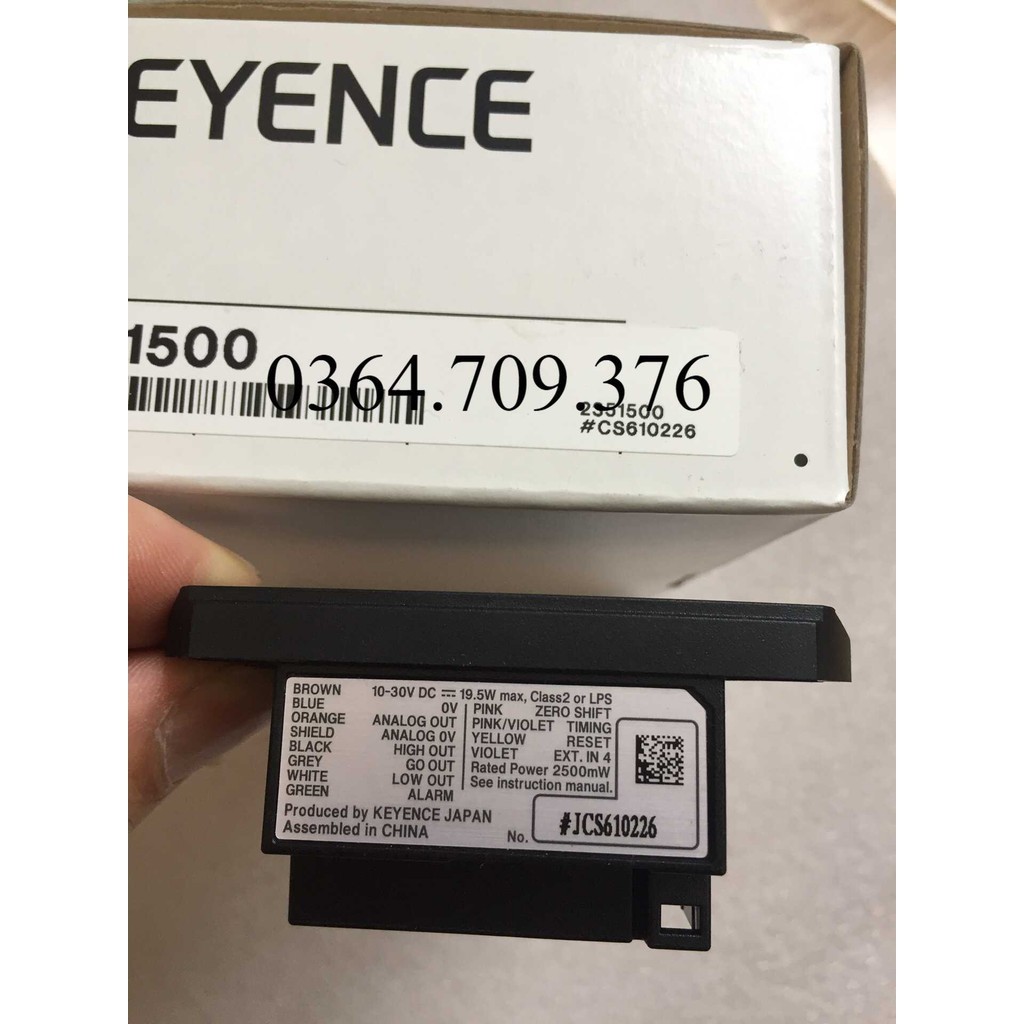 EYENCE
1500
0364.709.376
2351500
#CS610226
BROWN 10-30V DC ⎓ 19.5W max, Class2 or LPS
BLUE 0V
ORANGE ANALOG OUT
SHIELD ANALOG 0V
BLACK HIGH OUT
GREY GO OUT
WHITE LOW OUT
GREEN ALARM
PINK ZERO SHIFT
PINK/VIOLET TIMING
YELLOW RESET
VIOLET EXT. IN 4
Rated Power 2500mW
See instruction manual.
Produced by KEYENCE JAPAN
Assembled in CHINA
No. #JCS610226